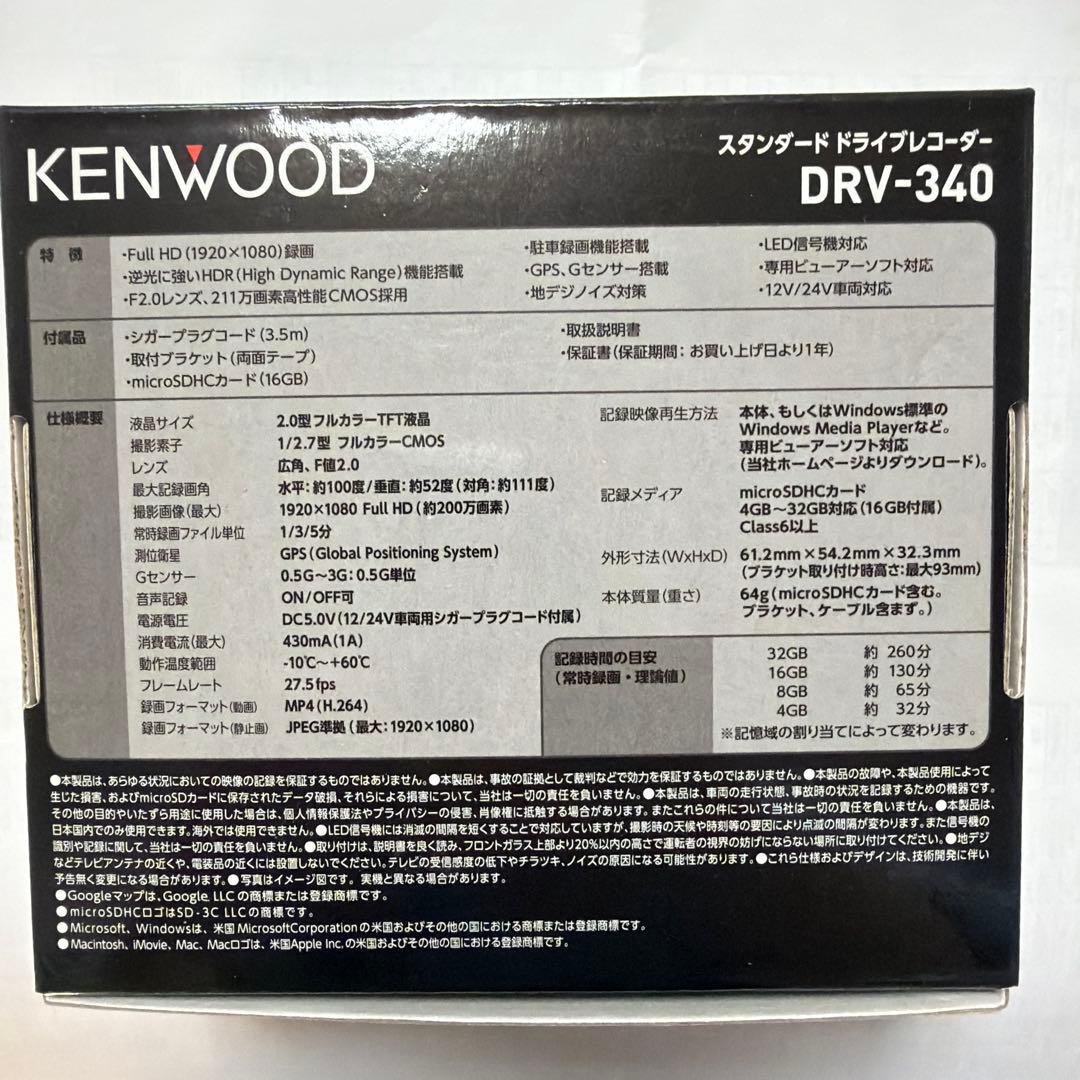 KENWOOD
スタンダード ドライブレコーダー
DRV-340
特 徴
・Full HD (1920×1080)録画
・逆光に強いHDR(High Dynamic Range)機能搭載
・F2.0レンズ、211万画素高性能CMOS採用
・駐車録画機能搭載
・GPS、Gセンサー搭載
・地デジノイズ対策
・LED信号機対応
・専用ビューアーソフト対応
・12V/24V車両対応
付属品
・シガープラグコード(3.5m)
・取付ブラケット(両面テープ)
・microSDHCカード(16GB)
・取扱説明書
・保証書(保証期間:お買い上げ日より1年)
仕様概要
液晶サイズ 2.0型フルカラーTFT液晶
撮影素子 1/2.7型 フルカラーCMOS
レンズ 広角、F値2.0
最大記録画角 水平:約100度/垂直:約52度(対角:約111度)
撮影画像(最大) 1920×1080 Full HD(約200万画素)
常時録画ファイル単位 1/3/5分
測位衛星 GPS(Global Positioning System)
Gセンサー 0.5G～3G:0.5G単位
音声記録 ON/OFF可
電源電圧 DC5.0V(12/24V車両用シガープラグコード付属)
消費電流(最大) 430mA(1A)
動作温度範囲 -10℃～+60℃
フレームレート 27.5fps
録画フォーマット(動画) MP4(H.264)
録画フォーマット(静止画) JPEG準拠(最大:1920×1080)
記録映像再生方法 本体、もしくはWindows標準の
Windows Media Playerなど。
専用ビューアーソフト対応
(当社ホームページよりダウンロード)。
記録メディア microSDHCカード
4GB～32GB対応(16GB付属)
Class6以上
外形寸法(WxHxD) 61.2mm×54.2mm×32.3mm
(ブラケット取り付け時高さ:最大93mm)
本体質量(重さ) 64g(microSDHCカード含む。
ブラケット、ケーブル含まず。)
記録時間の目安
(常時録画・理論値)
32GB 約 260分
16GB 約 130分
8GB 約 65分
4GB 約 32分
※記憶域の割り当てによって変わります。
●本製品は、あらゆる状況においての映像の記録を保証するものではありません。●本製品は、事故の証拠として裁判などで効力を保証するものではありません。●本製品の故障や、本製品使用によって
生じた損害、およびmicroSDカードに保存されたデータ破損、それらによる損害について、当社は一切の責任を負いません。●本製品は、車両の走行状態、事故時の状況を記録するための機器です。
その他の目的やいたずら用途に使用した場合は、個人情報保護法やプライバシーの侵害、肖像権に抵触する場合があります。またこれらの件について当社は一切の責任を負いません。●本製品は、
日本国内でのみ使用できます。海外では使用できません。●LED信号機には消滅の間隔を短くすることで対応していますが、撮影時の天候や時刻等の要因により点滅の間隔が変わります。また信号機の
識別や記録に関して、当社は一切の責任を負いません。●取り付けは、説明書を良く読み、フロントガラス上部より20%以内の高さで運転者の視界の妨げにならない場所に取り付けてください。●地デジ
などテレビアンテナの近くや、電装品の近くには設置しないでください。テレビの受信感度の低下やチラツキ、ノイズの原因になる可能性があります。●これら仕様およびデザインは、技術開発に伴い
予告無く変更になる場合があります。●写真はイメージ図です。 実機と異なる場合があります。
●Googleマップは、Google, LLCの商標または登録商標です。
●microSDHCロゴはSD-3C LLCの商標です。
●Microsoft、Windowsは、米国MicrosoftCorporationの米国およびその他の国における商標または登録商標です。
●Macintosh、iMovie、Mac、Macロゴは、米国Apple Inc.の米国およびその他の国における登録商標です。